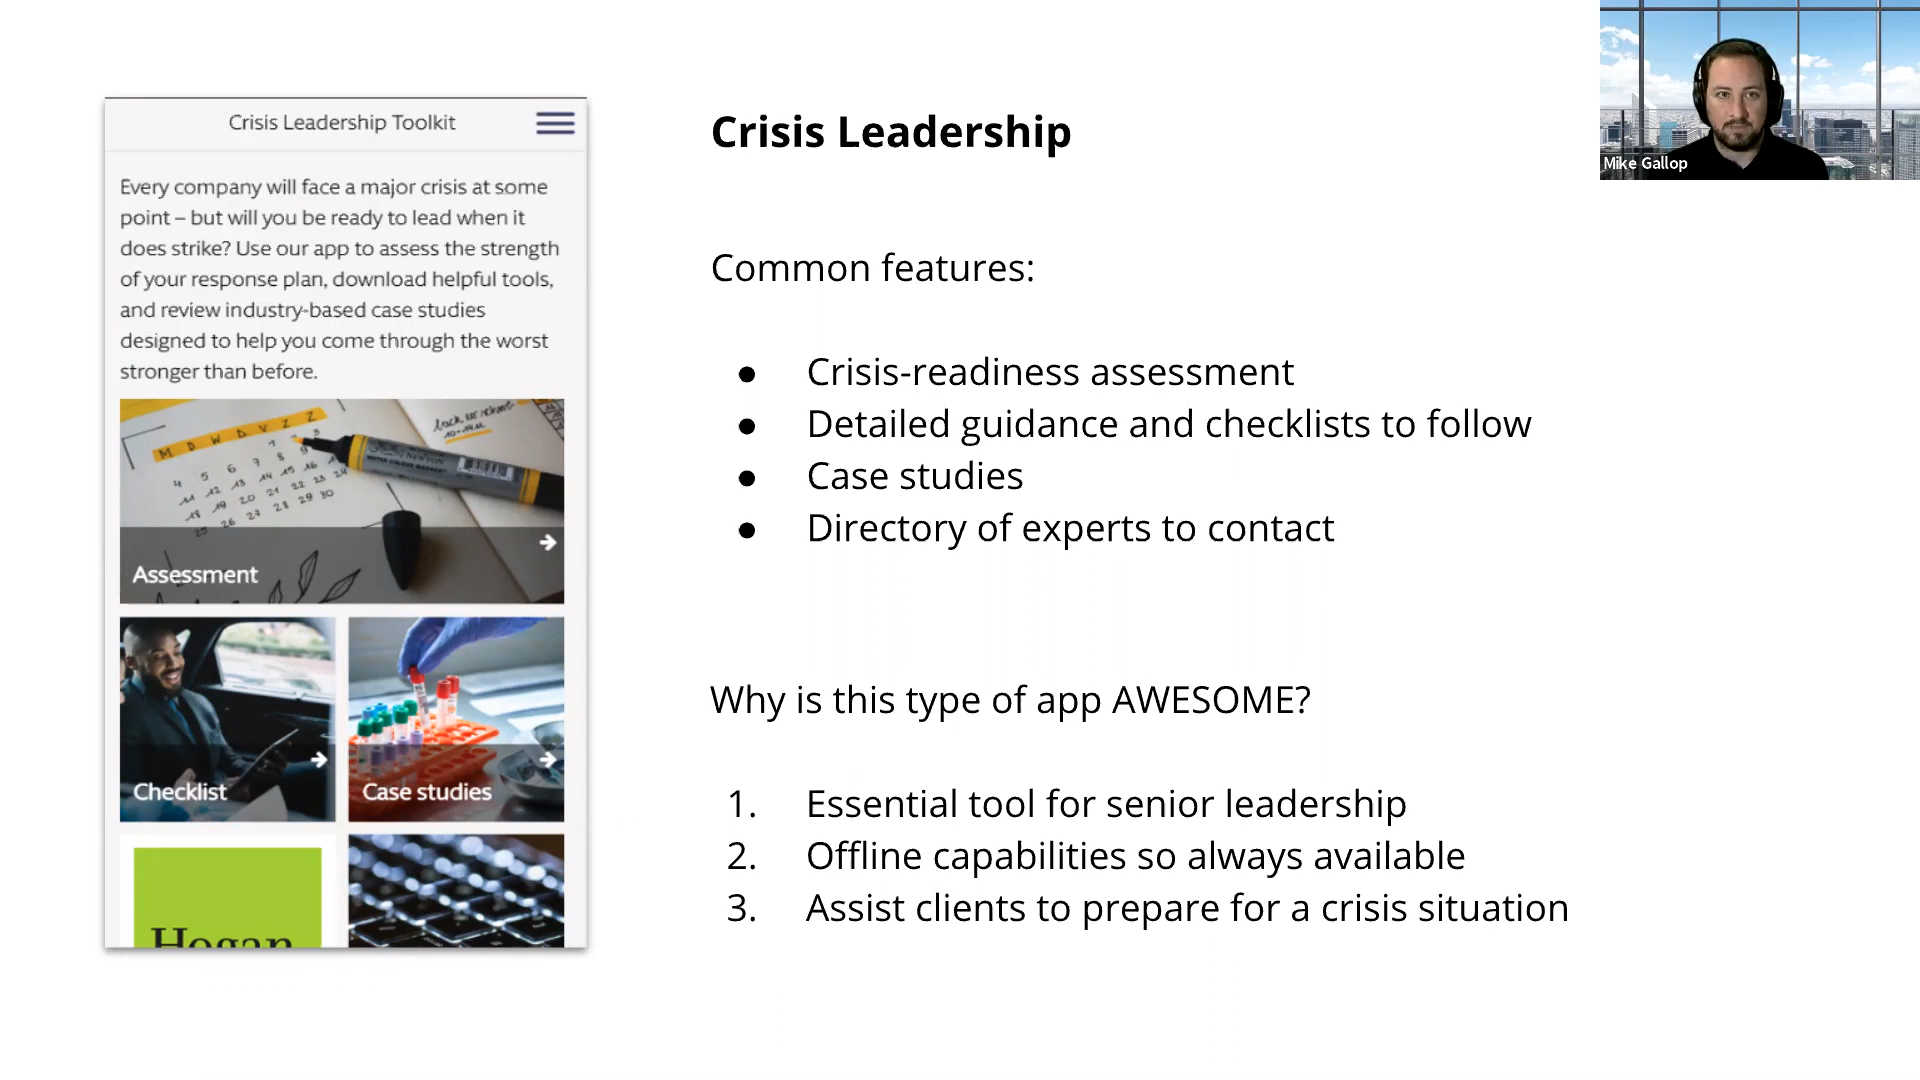 Crisis Leadership Toolkit
Every company will face a major crisis at some
point – but will you be ready to lead when it
does strike? Use our app to assess the strength
of your response plan, download helpful tools,
and review industry-based case studies
designed to help you come through the worst
stronger than before.
M D W D V Z
Assessment
Checklist
Case studies
Hogan
Crisis Leadership
Common features:
● Crisis-readiness assessment
● Detailed guidance and checklists to follow
● Case studies
● Directory of experts to contact
Why is this type of app AWESOME?
1. Essential tool for senior leadership
2. Offline capabilities so always available
3. Assist clients to prepare for a crisis situation
Mike Gallop